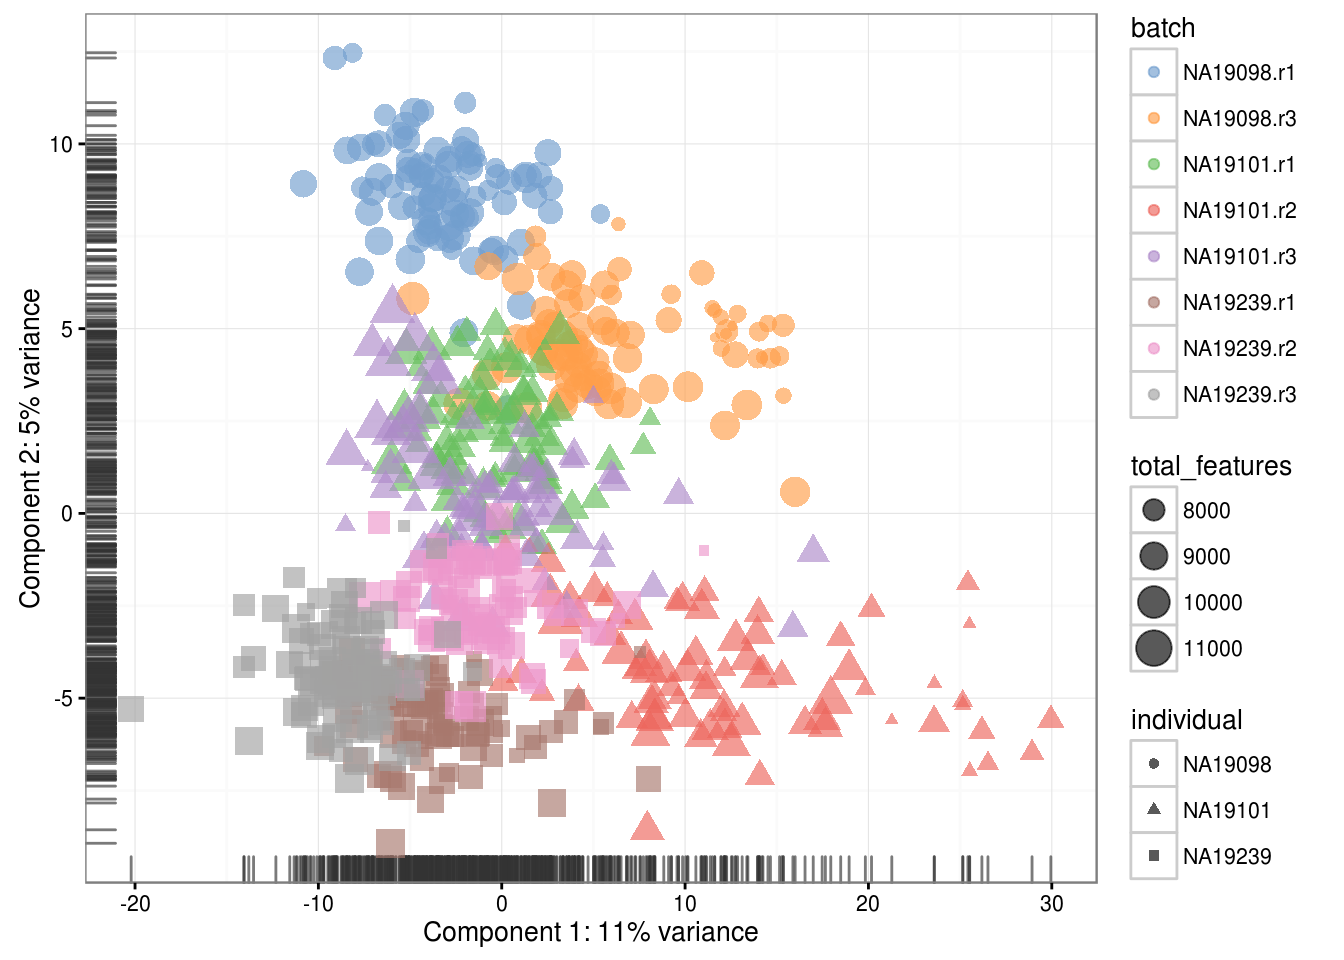 batch
NA19098.r1
NA19098.r3
NA19101.r1
NA19101.r2
NA19101.r3
NA19239.r1
NA19239.r2
NA19239.r3
total_features
8000
9000
10000
11000
individual
NA19098
NA19101
NA19239
Component 2: 5% variance
10
5
0
-5
-20
-10
0
10
20
30
Component 1: 11% variance